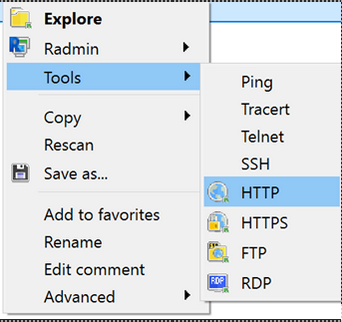 Explore
Radmin
Tools
Copy
Rescan
Save as...
Add to favorites
Rename
Edit comment
Advanced
Ping
Tracert
Telnet
SSH
HTTP
HTTPS
FTP
RDP